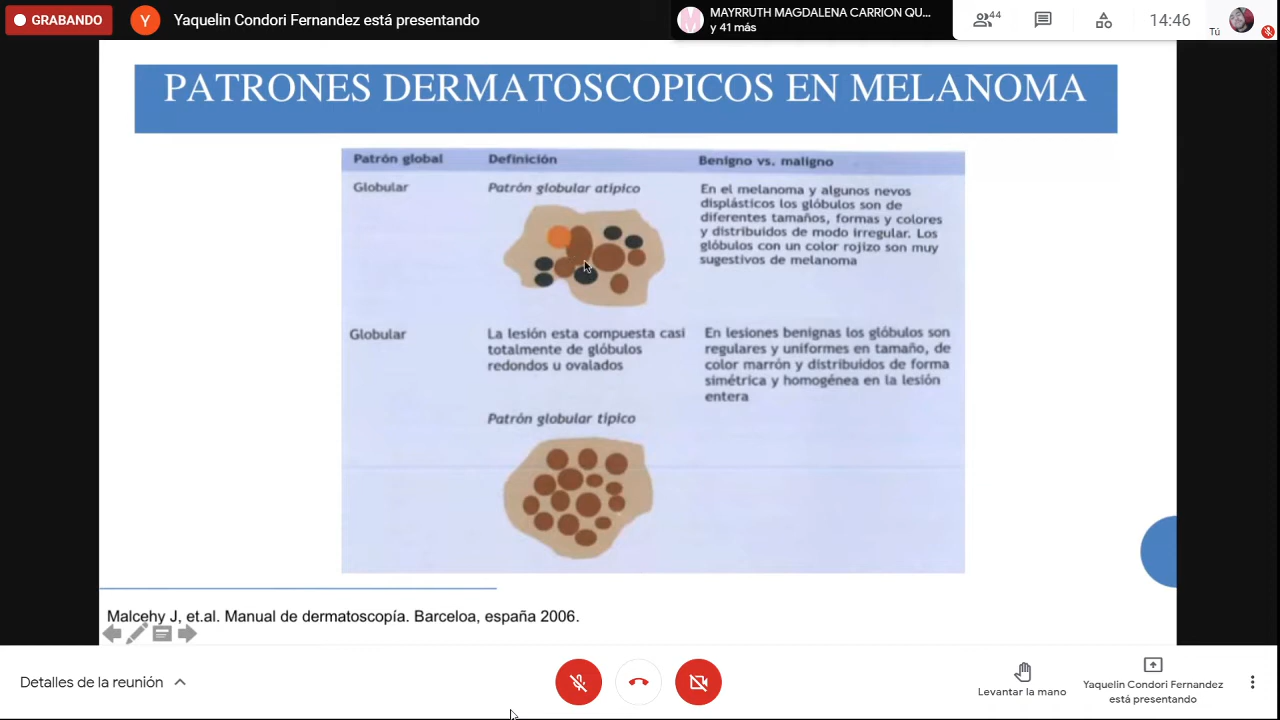 GRABANDO
Y
Yaquelin Condori Fernandez está presentando
MAYRRUTH MAGDALENA CARRION QU...
y 41 más
44
14:46
Tú
PATRONES DERMATOSCOPICOS EN MELANOMA
Patrón global Definición Benigno vs. maligno
Globular
Patrón globular atípico
En el melanoma y algunos nevos
displásticos los glóbulos son de
diferentes tamaños, formas y colores
y distribuidos de modo irregular. Los
glóbulos con un color rojizo son muy
sugestivos de melanoma
Globular
La lesión esta compuesta casi
totalmente de glóbulos
redondos u ovalados
En lesiones benignas los glóbulos son
regulares y uniformes en tamaño, de
color marrón y distribuidos de forma
simétrica y homogénea en la lesión
entera
Patrón globular típico
Malcehy J, et.al. Manual de dermatoscopía. Barceloa, españa 2006.
Detalles de la reunión
Levantar la mano
Yaquelin Condori Fernandez
está presentando